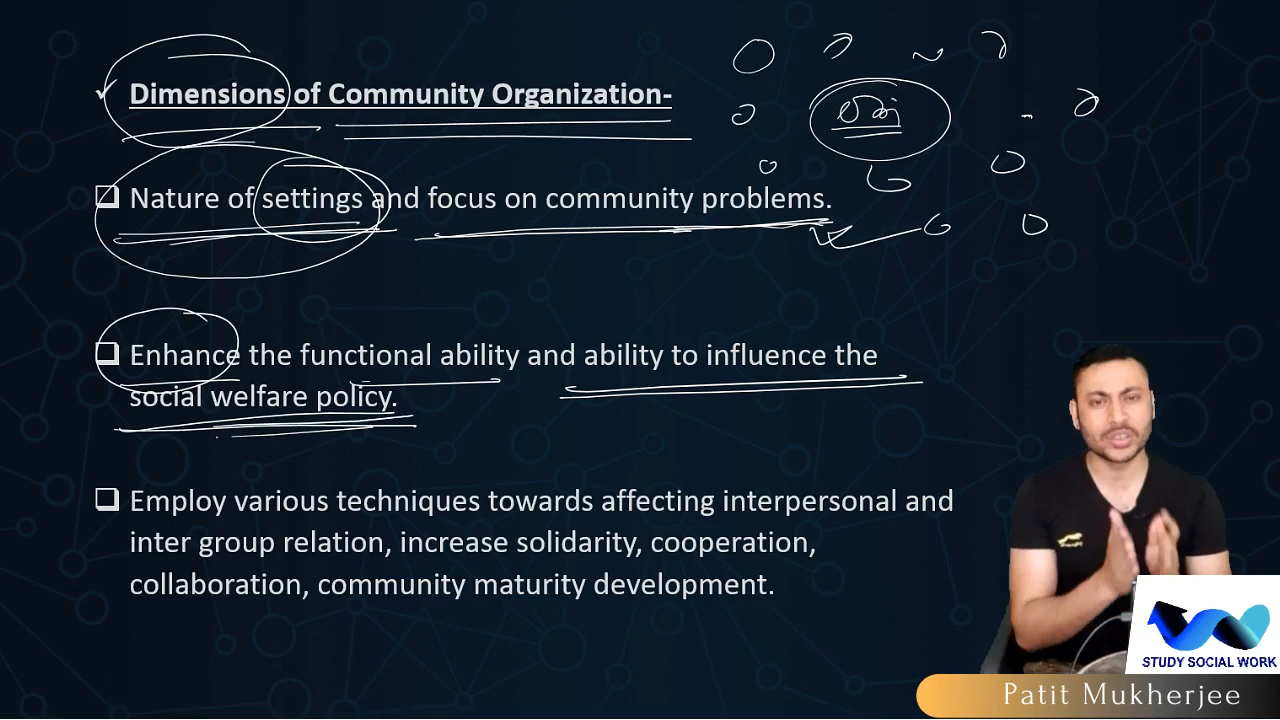 Dimensions of Community Organization-
Nature of settings and focus on community problems.
Enhance the functional ability and ability to influence the
social welfare policy.
Employ various techniques towards affecting interpersonal and
inter group relation, increase solidarity, cooperation,
collaboration, community maturity development.
STUDY SOCIAL WORK
Patit Mukherjee